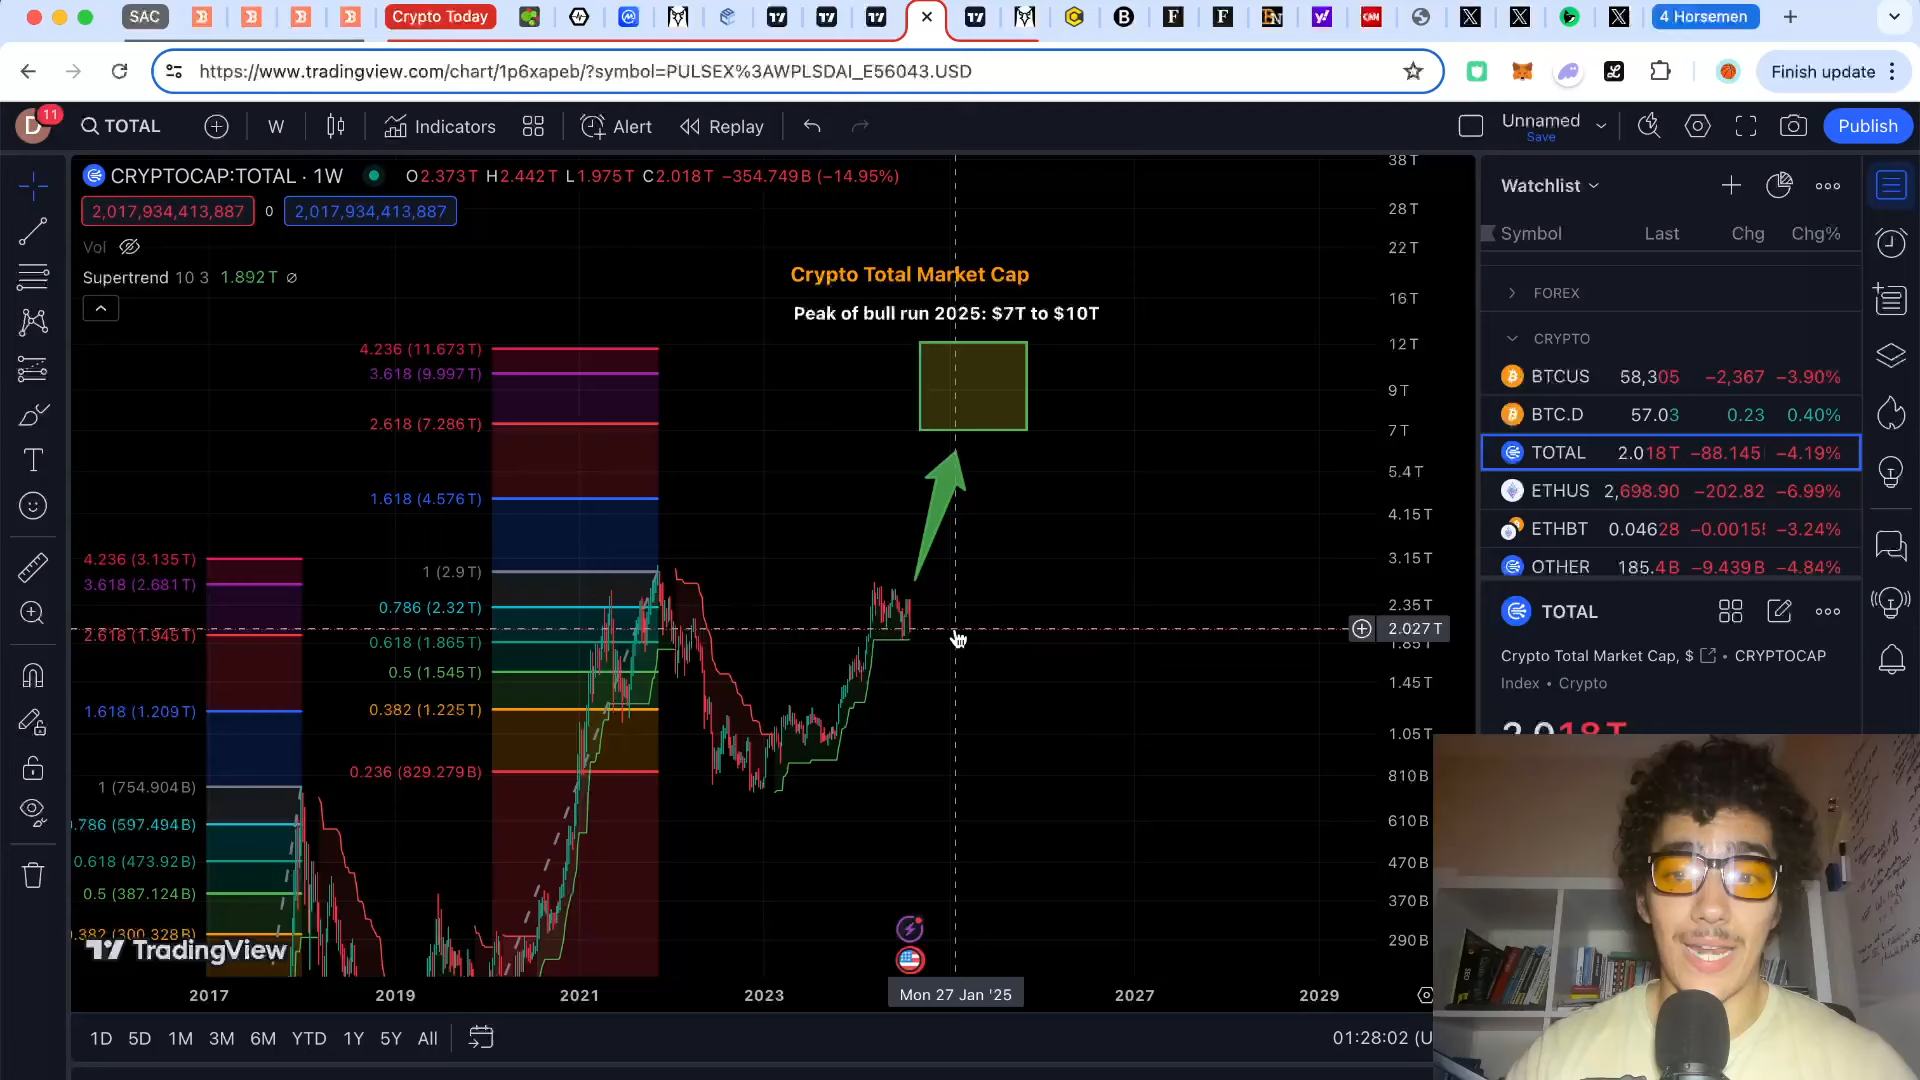 SAC
Crypto Today
4 Horsemen
https://www.tradingview.com/chart/1p6xapeb/?symbol=PULSEX%3AWPLSDAI_E56043.USD
Finish update
D 11
TOTAL
W
Indicators
Alert
Replay
Unnamed
Save
Publish
CRYPTOCAP:TOTAL · 1W
O2.373T H2.442T L1.975T C2.018T −354.749B (−14.95%)
2,017,934,413,887 0 2,017,934,413,887
Vol
Supertrend 10 3 1.892T ∅
Crypto Total Market Cap
Peak of bull run 2025: $7T to $10T
4.236 (11.673T)
3.618 (9.997T)
2.618 (7.286T)
1.618 (4.576T)
1 (2.9T)
0.786 (2.32T)
0.618 (1.865T)
0.5 (1.545T)
0.382 (1.225T)
0.236 (829.279B)
4.236 (3.135T)
3.618 (2.681T)
2.618 (1.945T)
1.618 (1.209T)
1 (754.904B)
.786 (597.494B)
0.618 (473.92B)
0.5 (387.124B)
0.382 (300.328B)
TradingView
38T
28T
22T
16T
12T
9T
7T
5.4T
4.15T
3.15T
2.35T
2.027T
1.85T
1.45T
1.05T
810B
610B
470B
370B
290B
2017 2019 2021 2023 Mon 27 Jan '25 2027 2029
1D 5D 1M 3M 6M YTD 1Y 5Y All
01:28:02 (U
Watchlist
Symbol Last Chg Chg%
FOREX
CRYPTO
BTCUS 58,305 −2,367 −3.90%
BTC.D 57.03 0.23 0.40%
TOTAL 2.018T −88.145 −4.19%
ETHUS 2,698.90 −202.82 −6.99%
ETHBT 0.04628 −0.00155 −3.24%
OTHER 185.4B −9.439B −4.84%
TOTAL
Crypto Total Market Cap, $ • CRYPTOCAP
Index • Crypto
2.018T